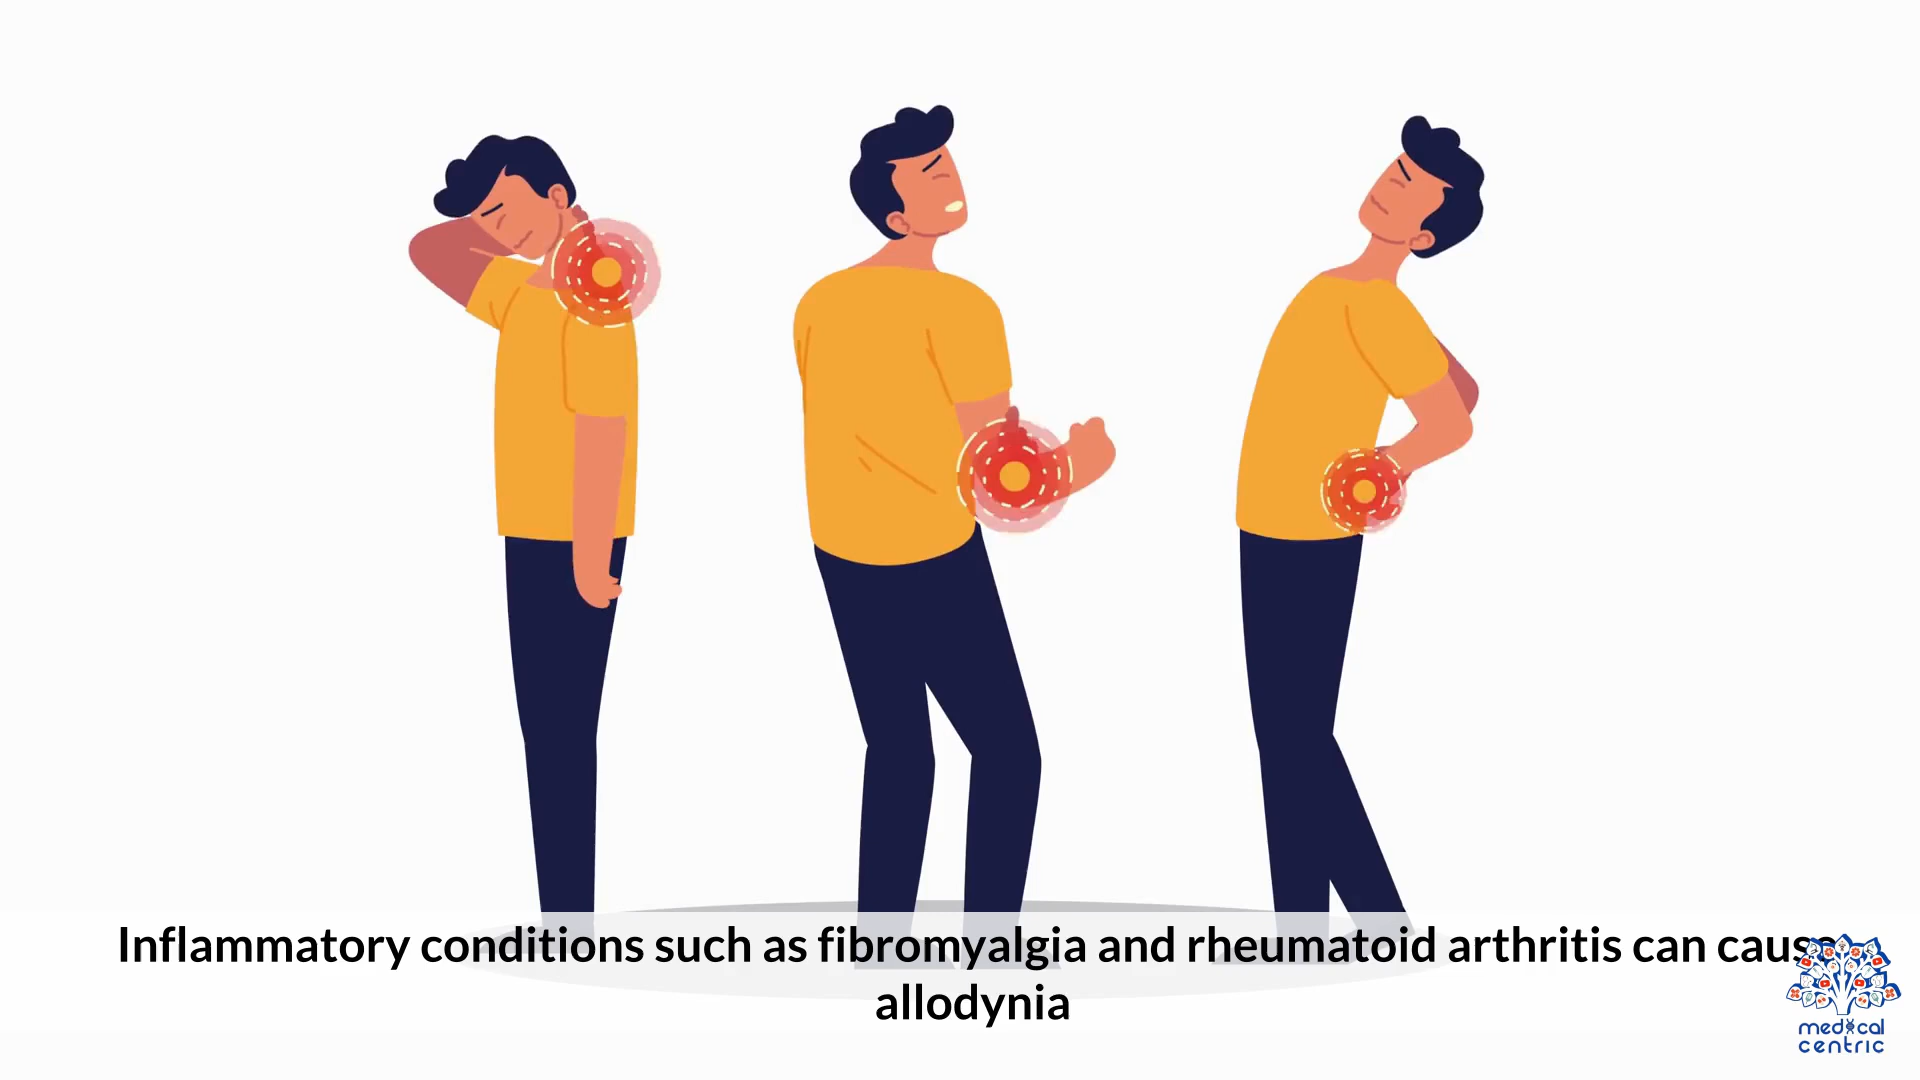 Inflammatory conditions such as fibromyalgia and rheumatoid arthritis can cause
allodynia
medical
centric